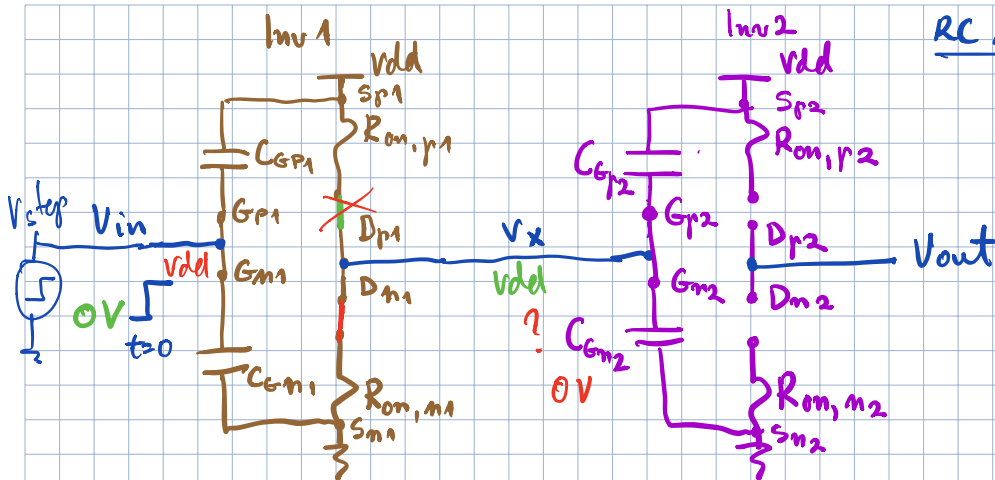 Inv 1
Inv 2
RC
Vdd
Sp1
Ron,p1
CGp1
Gp1
Dp1
Vstep
Vin
Vdd
Gn1
0V
t=0
Dn1
CGn1
Ron,n1
Sn1
Vx
Vdd
?
0V
Vdd
Sp2
Ron,p2
CGp2
Gp2
Dp2
Vout
Gn2
Dn2
CGn2
Ron,n2
Sn2